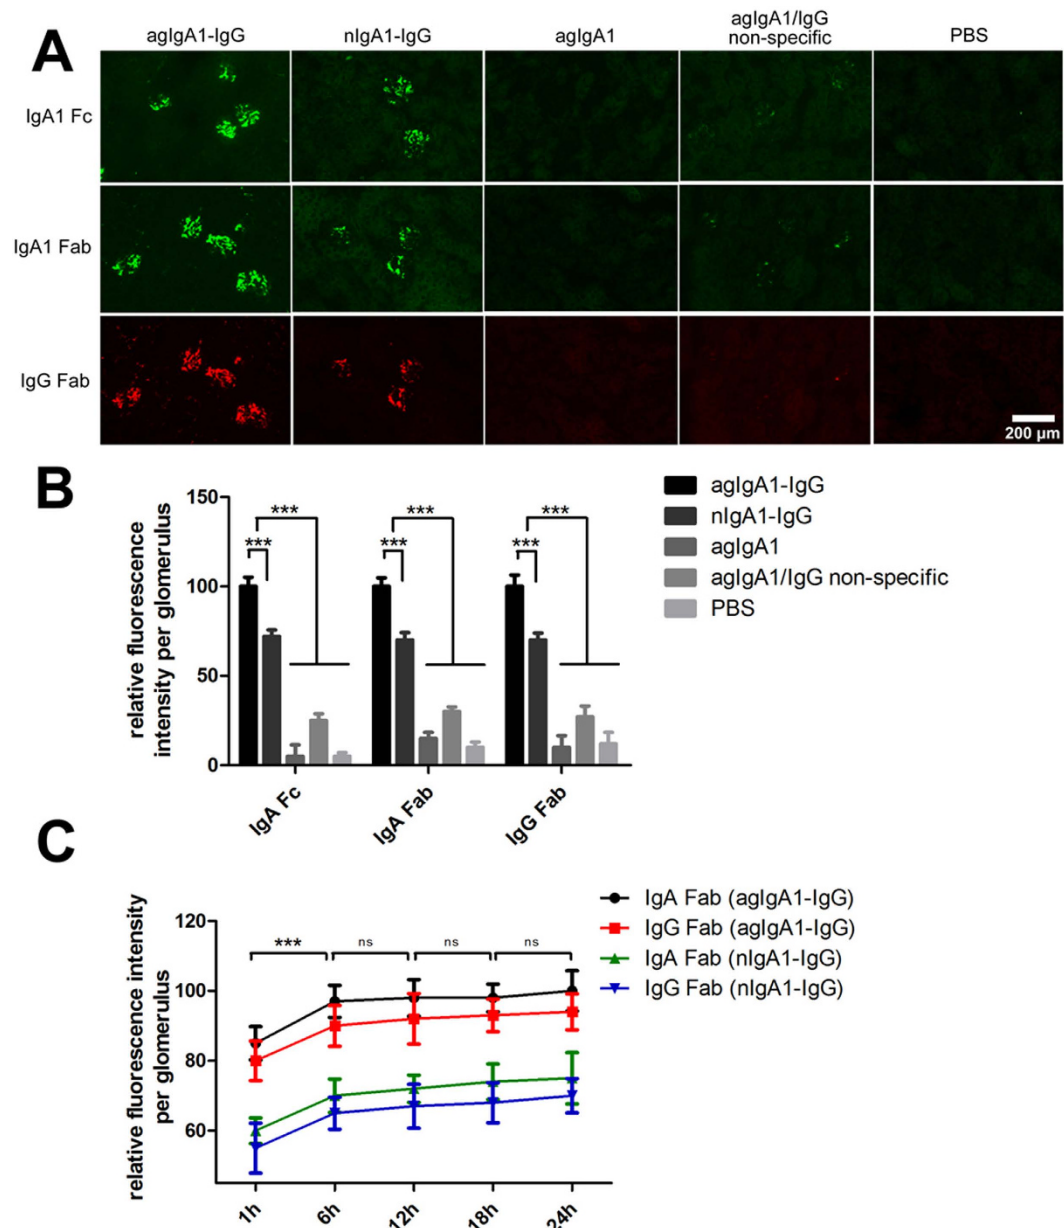 A
agIgA1-IgG
nIgA1-IgG
agIgA1
agIgA1/IgG
non-specific
PBS
IgA1 Fc
IgA1 Fab
IgG Fab
200 µm
B
relative fluorescence
intensity per glomerulus
150
100
50
0
***
***
***
***
***
***
IgA Fc
IgA Fab
IgG Fab
agIgA1-IgG
nIgA1-IgG
agIgA1
agIgA1/IgG non-specific
PBS
C
relative fluorescence intensity
per glomerulus
120
100
80
60
***
ns
ns
ns
1h
6h
12h
18h
24h
IgA Fab (agIgA1-IgG)
IgG Fab (agIgA1-IgG)
IgA Fab (nIgA1-IgG)
IgG Fab (nIgA1-IgG)